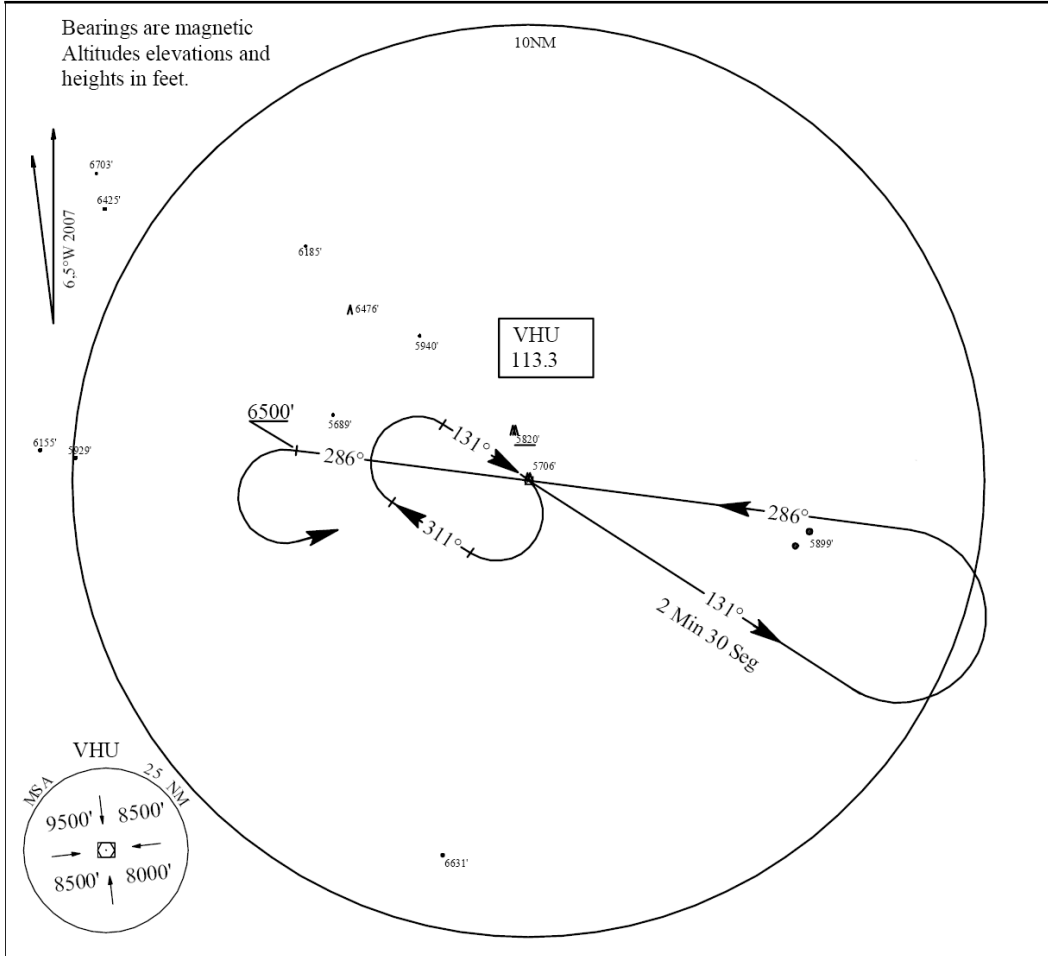 Bearings are magnetic
Altitudes elevations and
heights in feet.
10NM
6703'
6425'
6.5°W 2007
6185'
6476'
5940'
VHU
113.3
6500'
5689'
131°
5820'
6155'
5929'
286°
5706'
311°
286°
5899'
131°
2 Min 30 Seg
VHU
MSA
25 NM
9500'
8500'
8500'
8000'
6631'